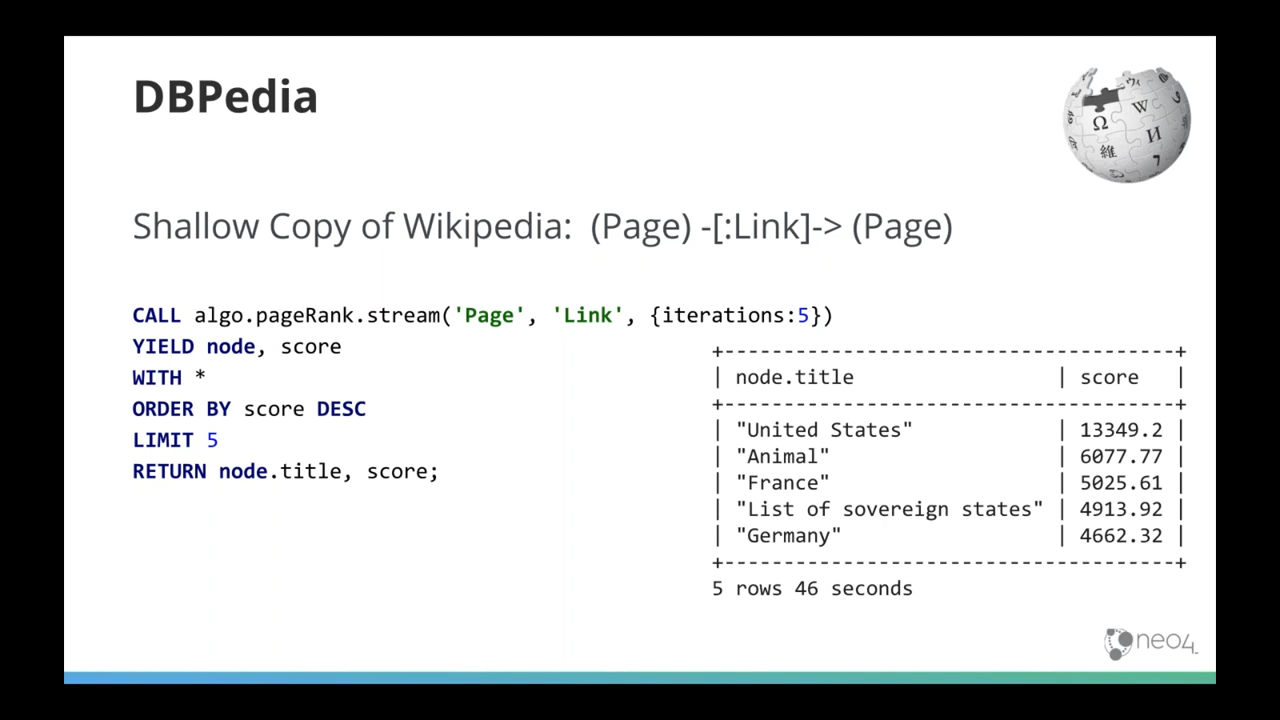 DBPedia
Shallow Copy of Wikipedia:  (Page) -[:Link]-> (Page)
CALL algo.pageRank.stream('Page', 'Link', {iterations:5})
YIELD node, score
WITH *
ORDER BY score DESC
LIMIT 5
RETURN node.title, score;
+--------------------------------------+
| node.title                | score   |
+--------------------------------------+
| "United States"           | 13349.2 |
| "Animal"                  | 6077.77 |
| "France"                  | 5025.61 |
| "List of sovereign states" | 4913.92 |
| "Germany"                 | 4662.32 |
+--------------------------------------+
5 rows 46 seconds
Ω W И 維
neo4j